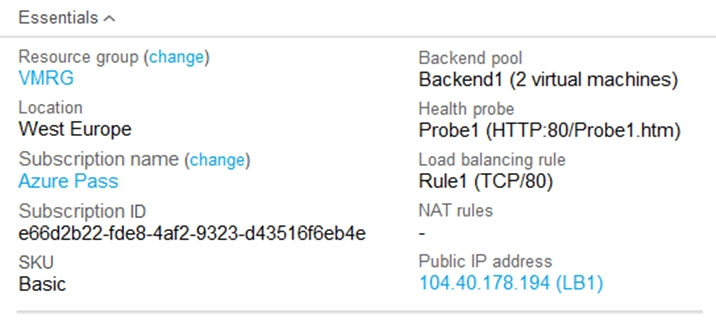 Essentials
Resource group (change)
VMRG
Location
West Europe
Subscription name (change)
Azure Pass
Subscription ID
e66d2b22-fde8-4af2-9323-d43516f6eb4e
SKU
Basic
Backend pool
Backend1 (2 virtual machines)
Health probe
Probe1 (HTTP:80/Probe1.htm)
Load balancing rule
Rule1 (TCP/80)
NAT rules
-
Public IP address
104.40.178.194 (LB1)